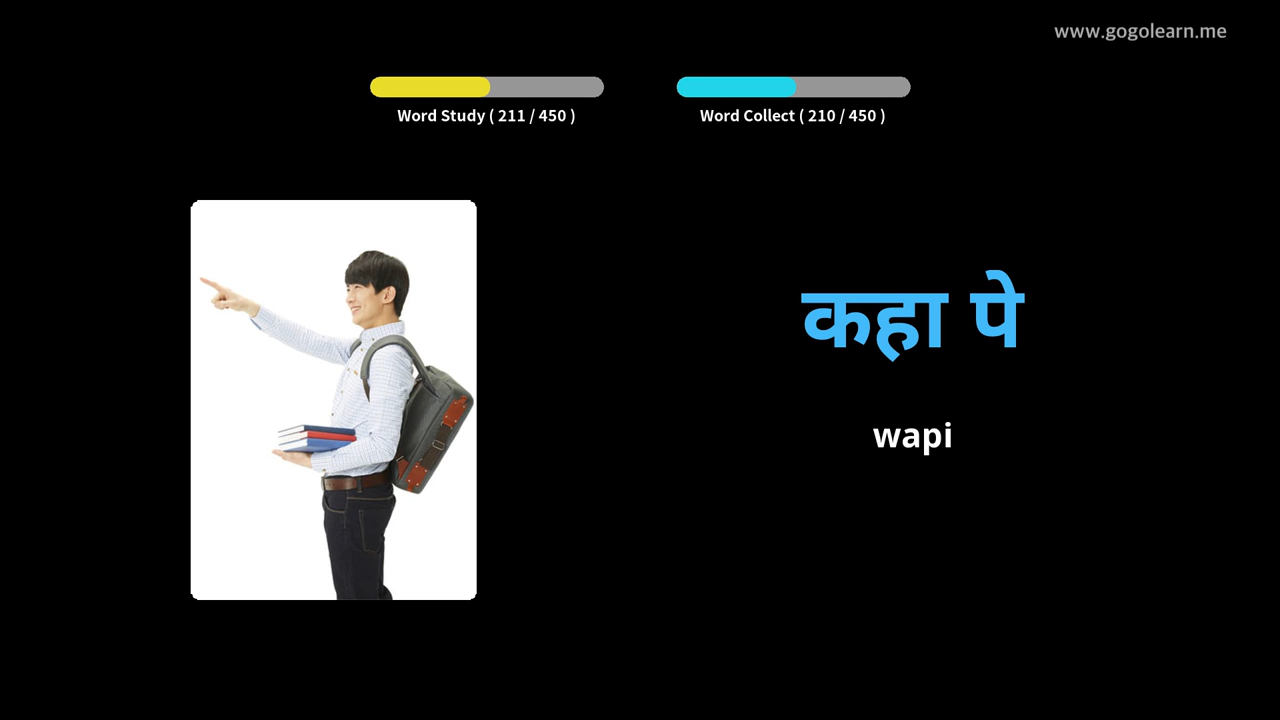 www.gogolearn.me
Word Study ( 211 / 450 )
Word Collect ( 210 / 450 )
कहा पे
wapi